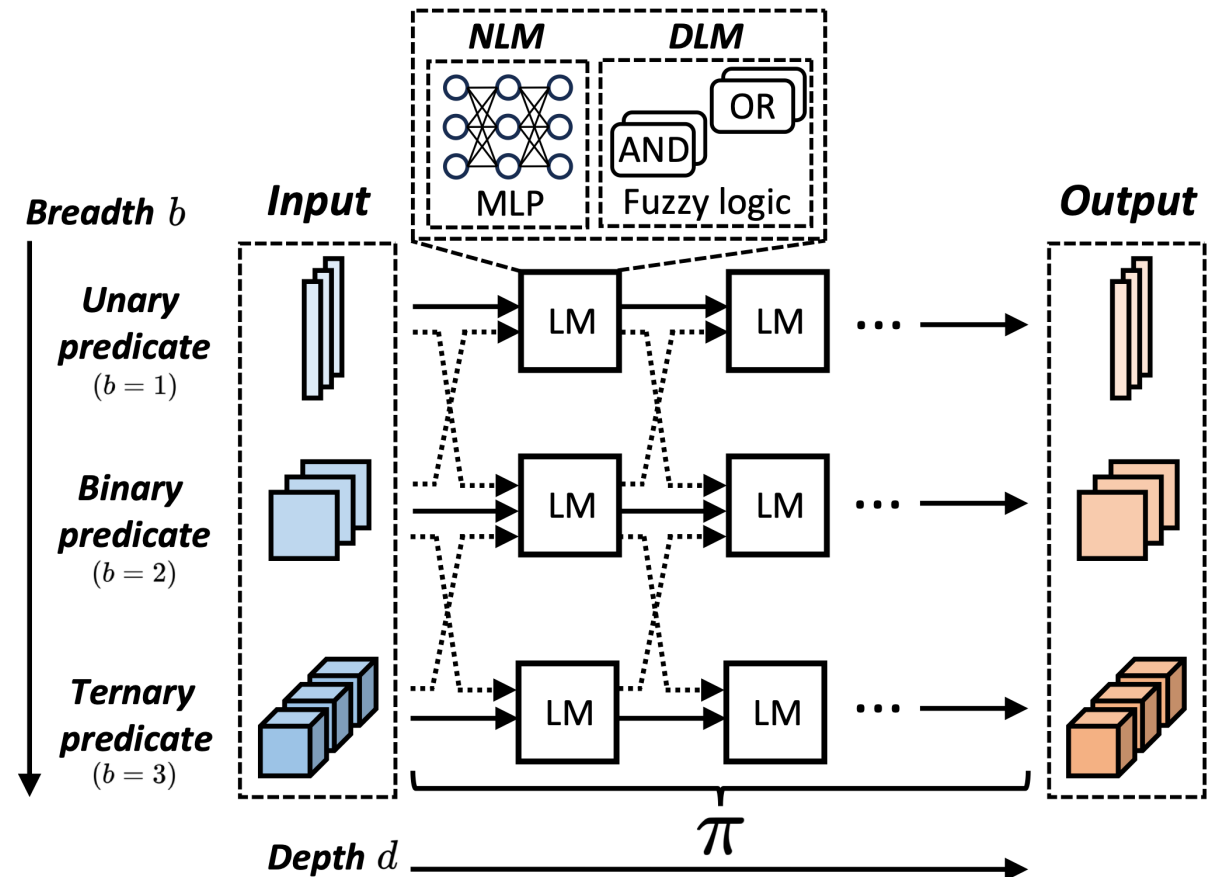 NLM DLM
OR
AND
MLP Fuzzy logic
Breadth b Input Output
Unary
predicate
(b = 1)
LM LM ...
Binary
predicate
(b = 2)
LM LM ...
Ternary
predicate
(b = 3)
LM LM ...
π
Depth d